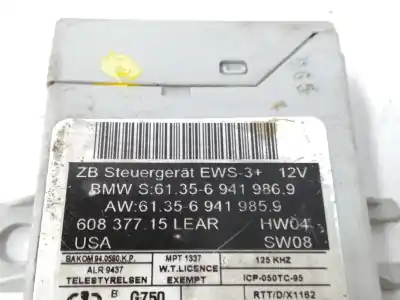 ZB Steuergerät EWS-3+ 12V
BMW S:61.35-6 941 986.9
AW:61.35-6 941 985.9
608 377.15 LEAR HW04
USA SW08
BAKOM 94.0580.K.P. MPT 1337 125 KHZ
ALR 9437 W.T.LICENCE
TELESTYRELSEN EXEMPT ICP-050TC-95
B G750 RTT/D/X1162